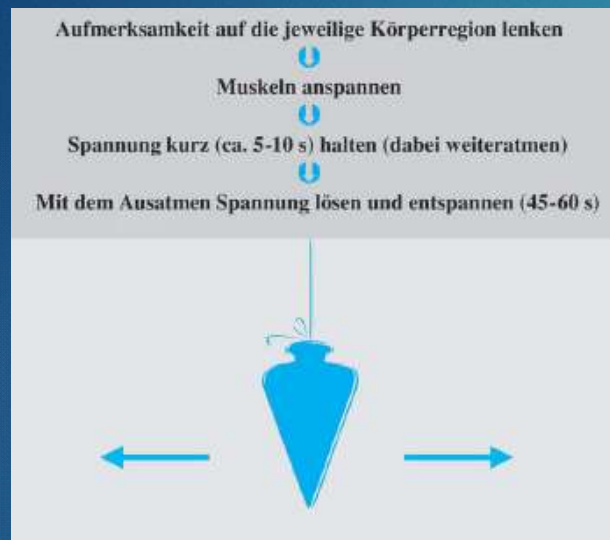 Aufmerksamkeit auf die jeweilige Körperregion lenken
Muskeln anspannen
Spannung kurz (ca. 5-10 s) halten (dabei weiteratmen)
Mit dem Ausatmen Spannung lösen und entspannen (45-60 s)